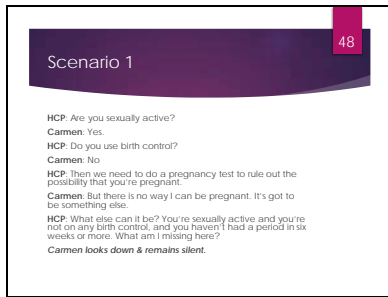 48
Scenario 1
HCP: Are you sexually active?
Carmen: Yes.
HCP: Do you use birth control?
Carmen: No
HCP: Then we need to do a pregnancy test to rule out the
possibility that you're pregnant.
Carmen: But there is no way I can be pregnant. It's got to
be something else.
HCP: What else can it be? You're sexually active and you're
not on any birth control, and you haven't had a period in six
weeks or more. What am I missing here?
Carmen looks down & remains silent.